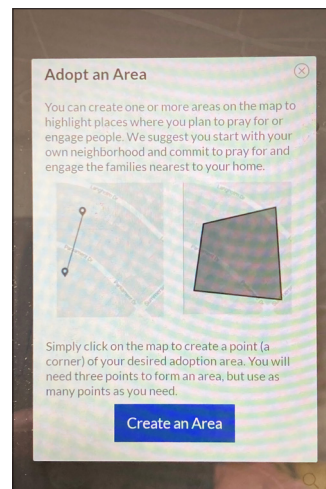 Adopt an Area
You can create one or more areas on the map to
highlight places where you plan to pray for or
engage people. We suggest you start with your
own neighborhood and commit to pray for and
engage the families nearest to your home.
Simply click on the map to create a point (a
corner) of your desired adoption area. You will
need three points to form an area, but use as
many points as you need.
Create an Area